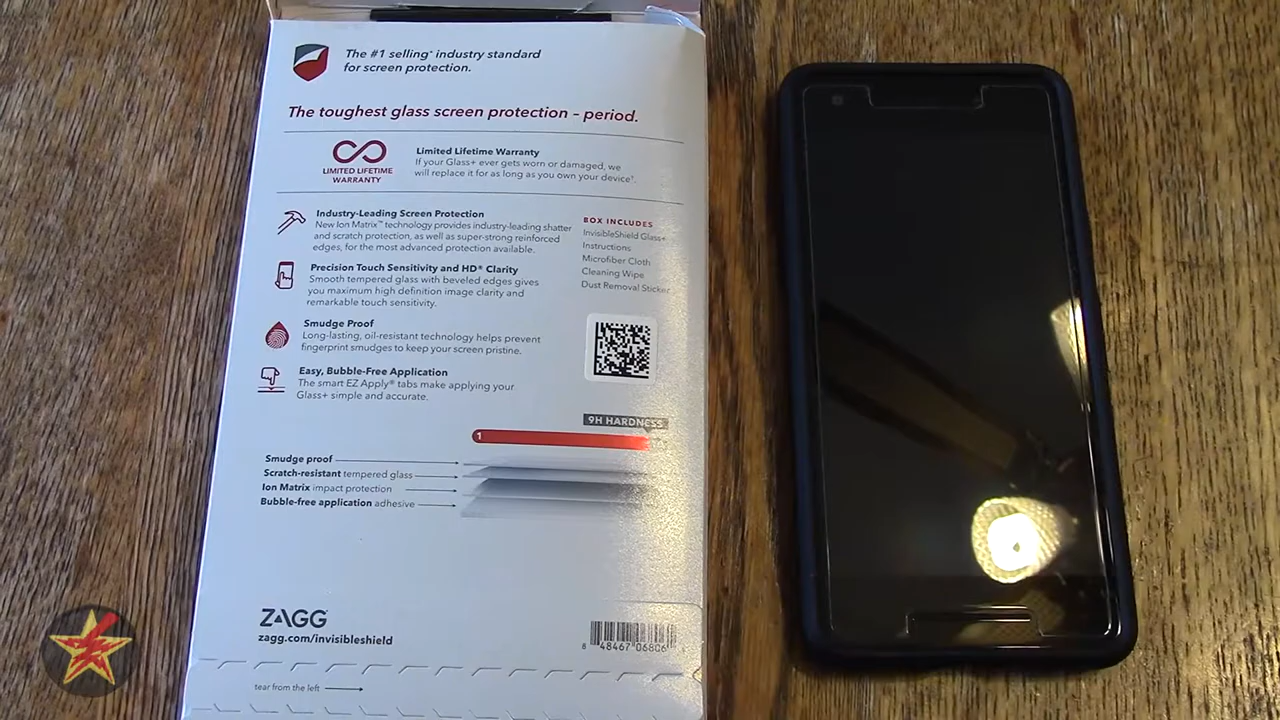 The #1 selling* industry standard
for screen protection.
The toughest glass screen protection – period.
LIMITED LIFETIME
WARRANTY
Limited Lifetime Warranty
If your Glass+ ever gets worn or damaged, we
will replace it for as long as you own your device†.
Industry-Leading Screen Protection
New Ion Matrix™ technology provides industry-leading shatter
and scratch protection, as well as super-strong reinforced
edges, for the most advanced protection available.
Precision Touch Sensitivity and HD® Clarity
Smooth tempered glass with beveled edges gives
you maximum high definition image clarity and
remarkable touch sensitivity.
Smudge Proof
Long-lasting, oil-resistant technology helps prevent
fingerprint smudges to keep your screen pristine.
Easy, Bubble-Free Application
The smart EZ Apply® tabs make applying your
Glass+ simple and accurate.
BOX INCLUDES
InvisibleShield Glass+
Instructions
Microfiber Cloth
Cleaning Wipe
Dust Removal Sticker
9H HARDNESS
1
Smudge proof
Scratch-resistant tempered glass
Ion Matrix impact protection
Bubble-free application adhesive
ZAGG
zagg.com/invisibleshield
8 48467 06806
tear from the left